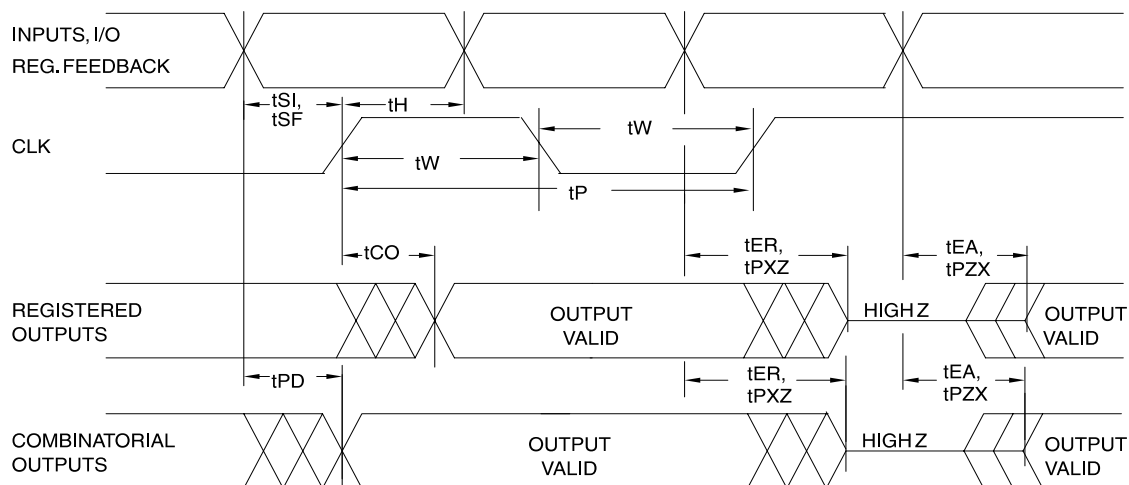 INPUTS, I/O
REG. FEEDBACK
tSI,
tSF
tH
CLK
tW
tW
tP
tCO
tER,
tPXZ
tEA,
tPZX
REGISTERED
OUTPUTS
OUTPUT
VALID
HIGH Z
OUTPUT
VALID
tPD
tER,
tPXZ
tEA,
tPZX
COMBINATORIAL
OUTPUTS
OUTPUT
VALID
HIGH Z
OUTPUT
VALID